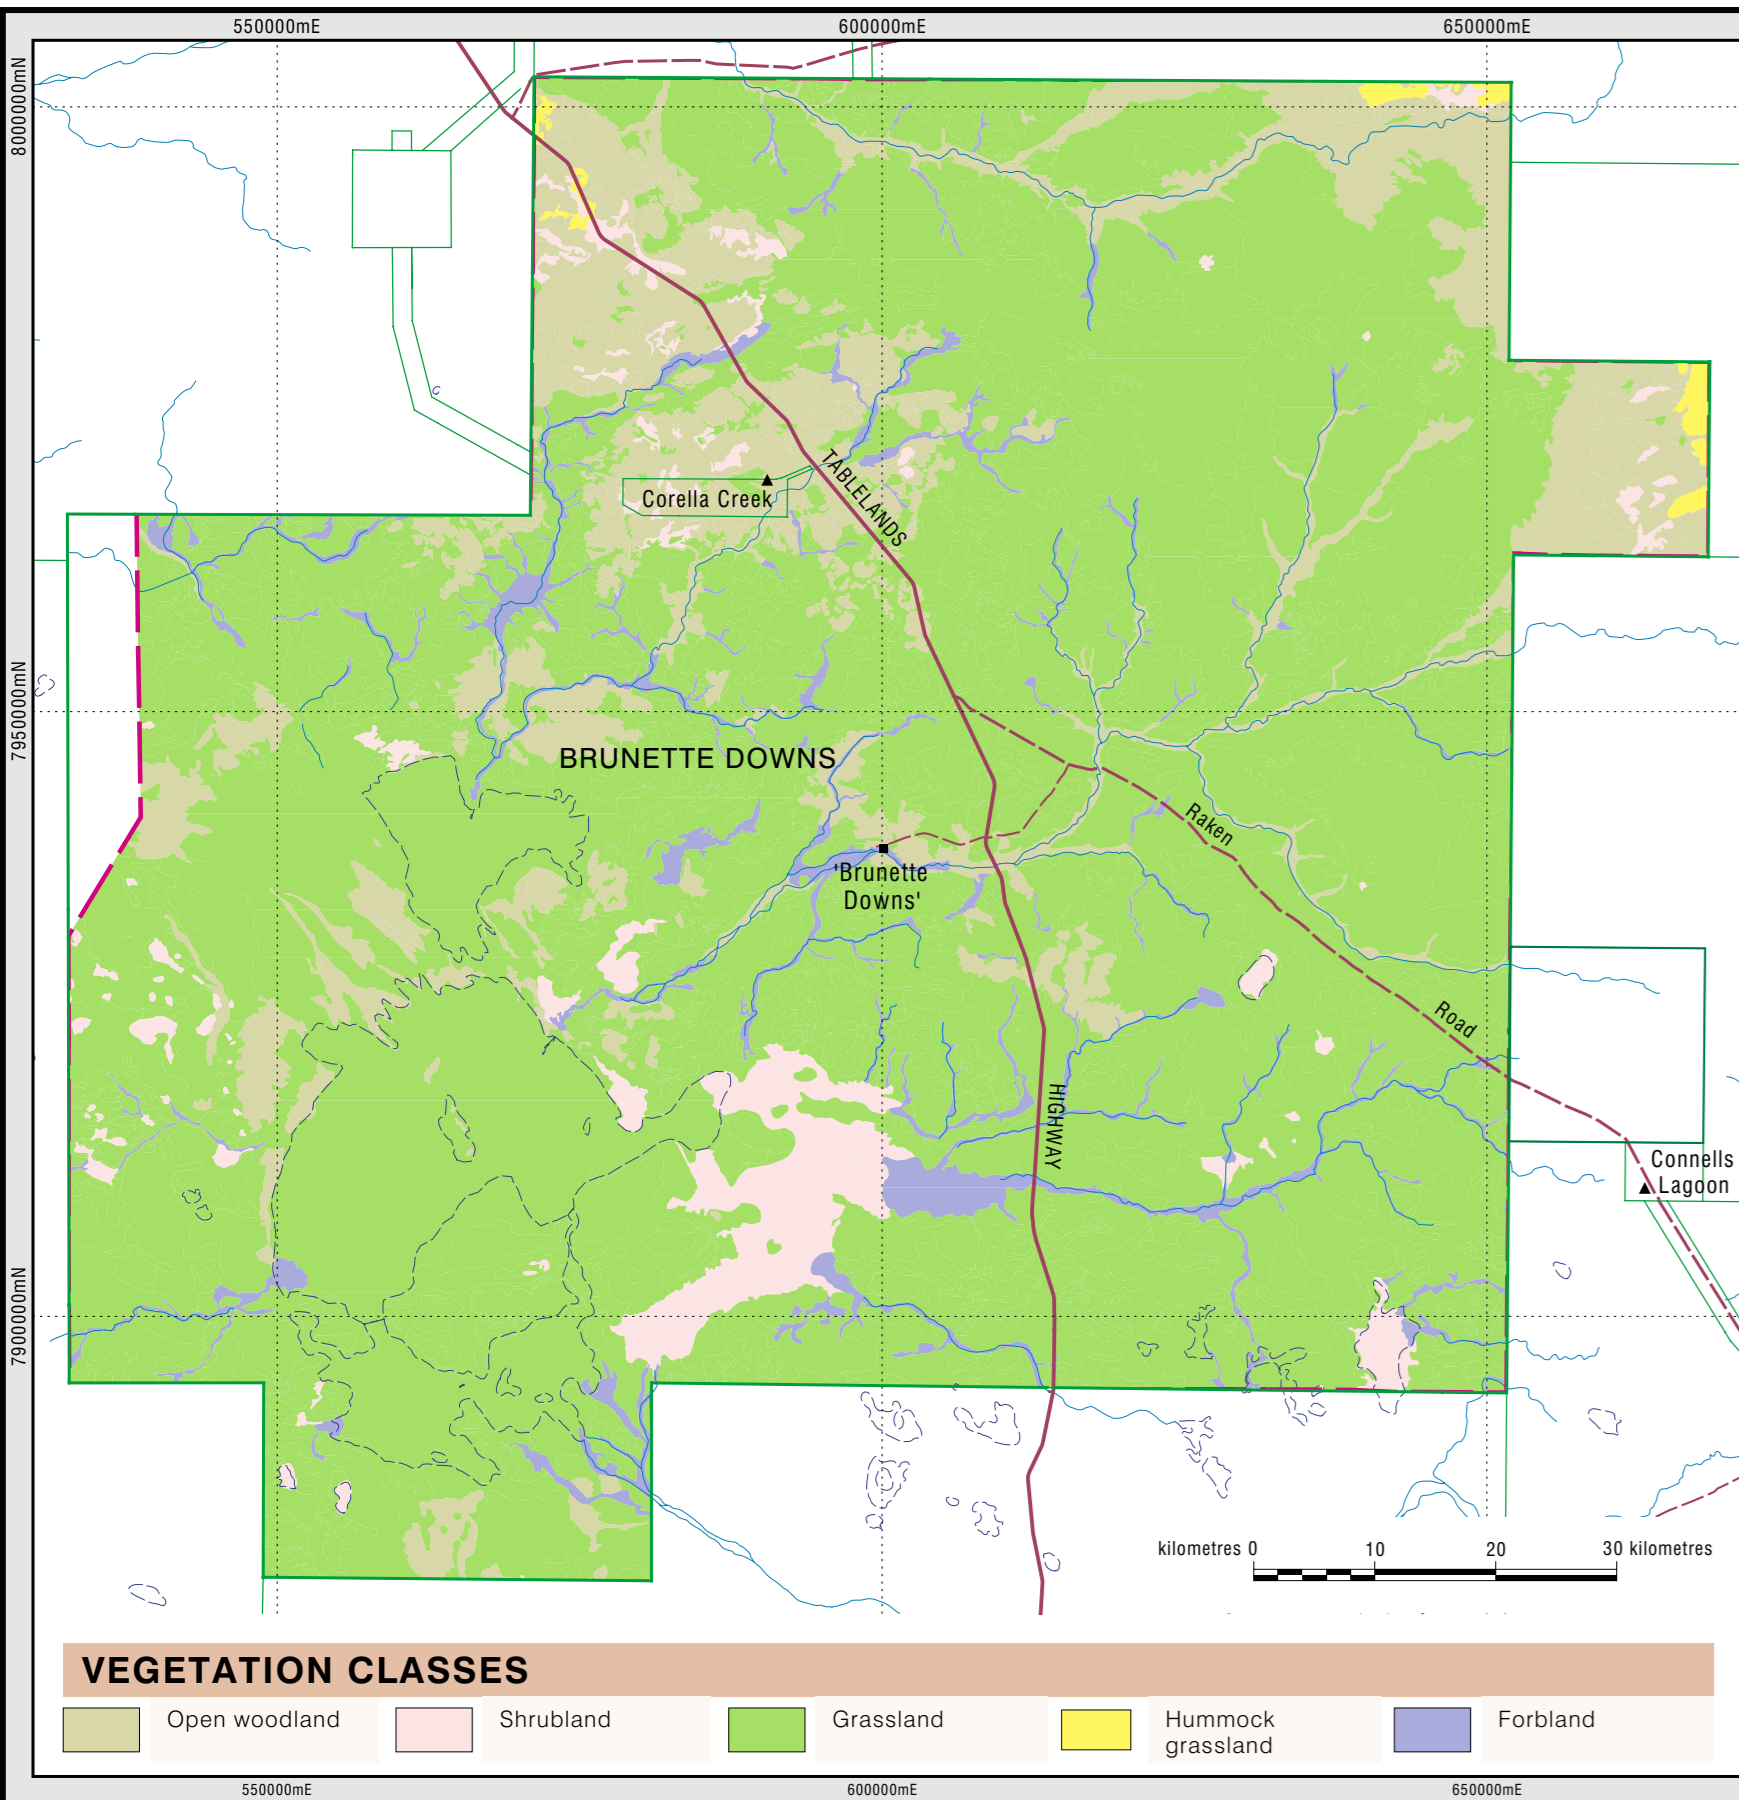 550000mE
600000mE
650000mE
8000000mN
7950000mN
7900000mN
Corella Creek
TABLELANDS
BRUNETTE DOWNS
Raken
'Brunette
Downs'
Road
HIGHWAY
Connells
Lagoon
kilometres 0
10
20
30 kilometres
VEGETATION CLASSES
Open woodland
Shrubland
Grassland
Hummock
grassland
Forbland
550000mE
600000mE
650000mE